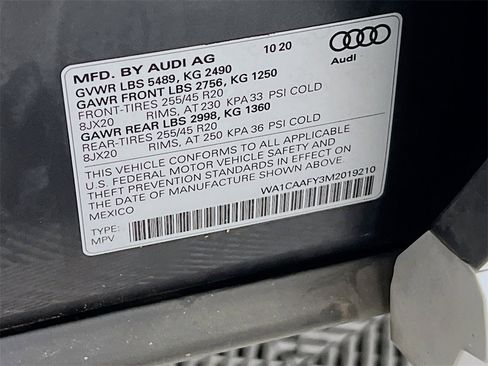 MFD. BY AUDI AG 10 20
GVWR LBS 5489, KG 2490
GAWR FRONT LBS 2756, KG 1250
FRONT-TIRES 255/45 R20
8JX20 RIMS, AT 230 KPA 33 PSI COLD
GAWR REAR LBS 2998, KG 1360
REAR-TIRES 255/45 R20
8JX20 RIMS, AT 250 KPA 36 PSI COLD
Audi
THIS VEHICLE CONFORMS TO ALL APPLICABLE
U.S. FEDERAL MOTOR VEHICLE SAFETY AND
THEFT PREVENTION STANDARDS IN EFFECT ON
THE DATE OF MANUFACTURE SHOWN ABOVE.
MEXICO WA1CAAFY3M2019210
TYPE:
MPV